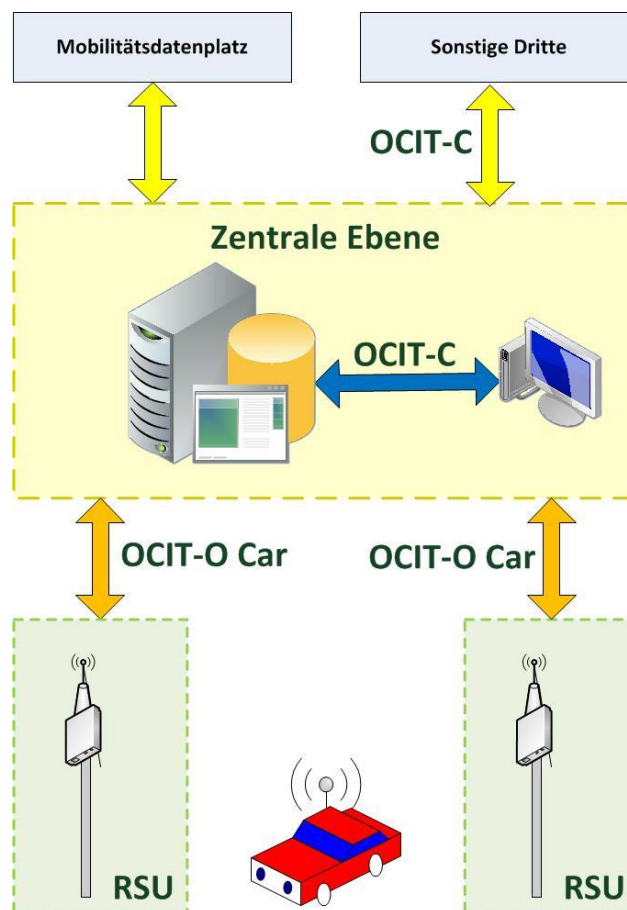 Mobilitätsdatenplatz
Sonstige Dritte
OCIT-C
Zentrale Ebene
OCIT-C
OCIT-O Car
OCIT-O Car
RSU
RSU